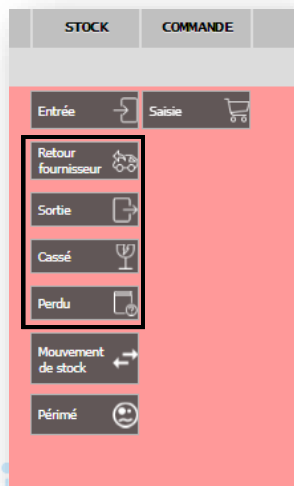 STOCK COMMANDE
Entrée Saisie
Retour
fournisseur
Sortie
Cassé
Perdu
Mouvement
de stock
Périmé